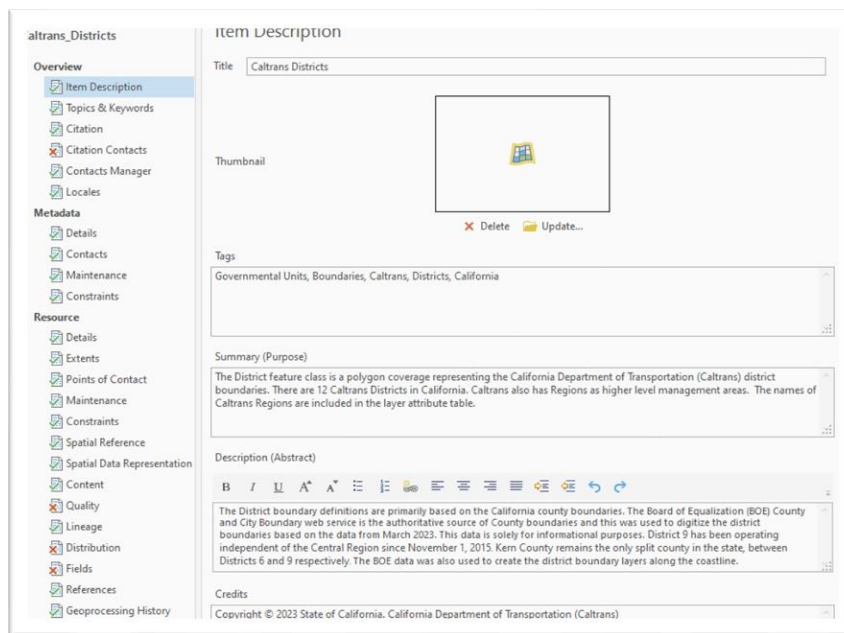 altrans_Districts
Overview
Item Description
Topics & Keywords
Citation
Citation Contacts
Contacts Manager
Locales
Metadata
Details
Contacts
Maintenance
Constraints
Resource
Details
Extents
Points of Contact
Maintenance
Constraints
Spatial Reference
Spatial Data Representation
Content
Quality
Lineage
Distribution
Fields
References
Geoprocessing History
Item Description
Title Caltrans Districts
Thumbnail
Delete Update...
Tags
Governmental Units, Boundaries, Caltrans, Districts, California
Summary (Purpose)
The District feature class is a polygon coverage representing the California Department of Transportation (Caltrans) district
boundaries. There are 12 Caltrans Districts in California. Caltrans also has Regions as higher level management areas. The names of
Caltrans Regions are included in the layer attribute table.
Description (Abstract)
B I U A A
The District boundary definitions are primarily based on the California county boundaries. The Board of Equalization (BOE) County
and City Boundary web service is the authoritative source of County boundaries and this was used to digitize the district
boundaries based on the data from March 2023. This data is solely for informational purposes. District 9 has been operating
independent of the Central Region since November 1, 2015. Kern County remains the only split county in the state, between
Districts 6 and 9 respectively. The BOE data was also used to create the district boundary layers along the coastline.
Credits
Copyright © 2023 State of California. California Department of Transportation (Caltrans)